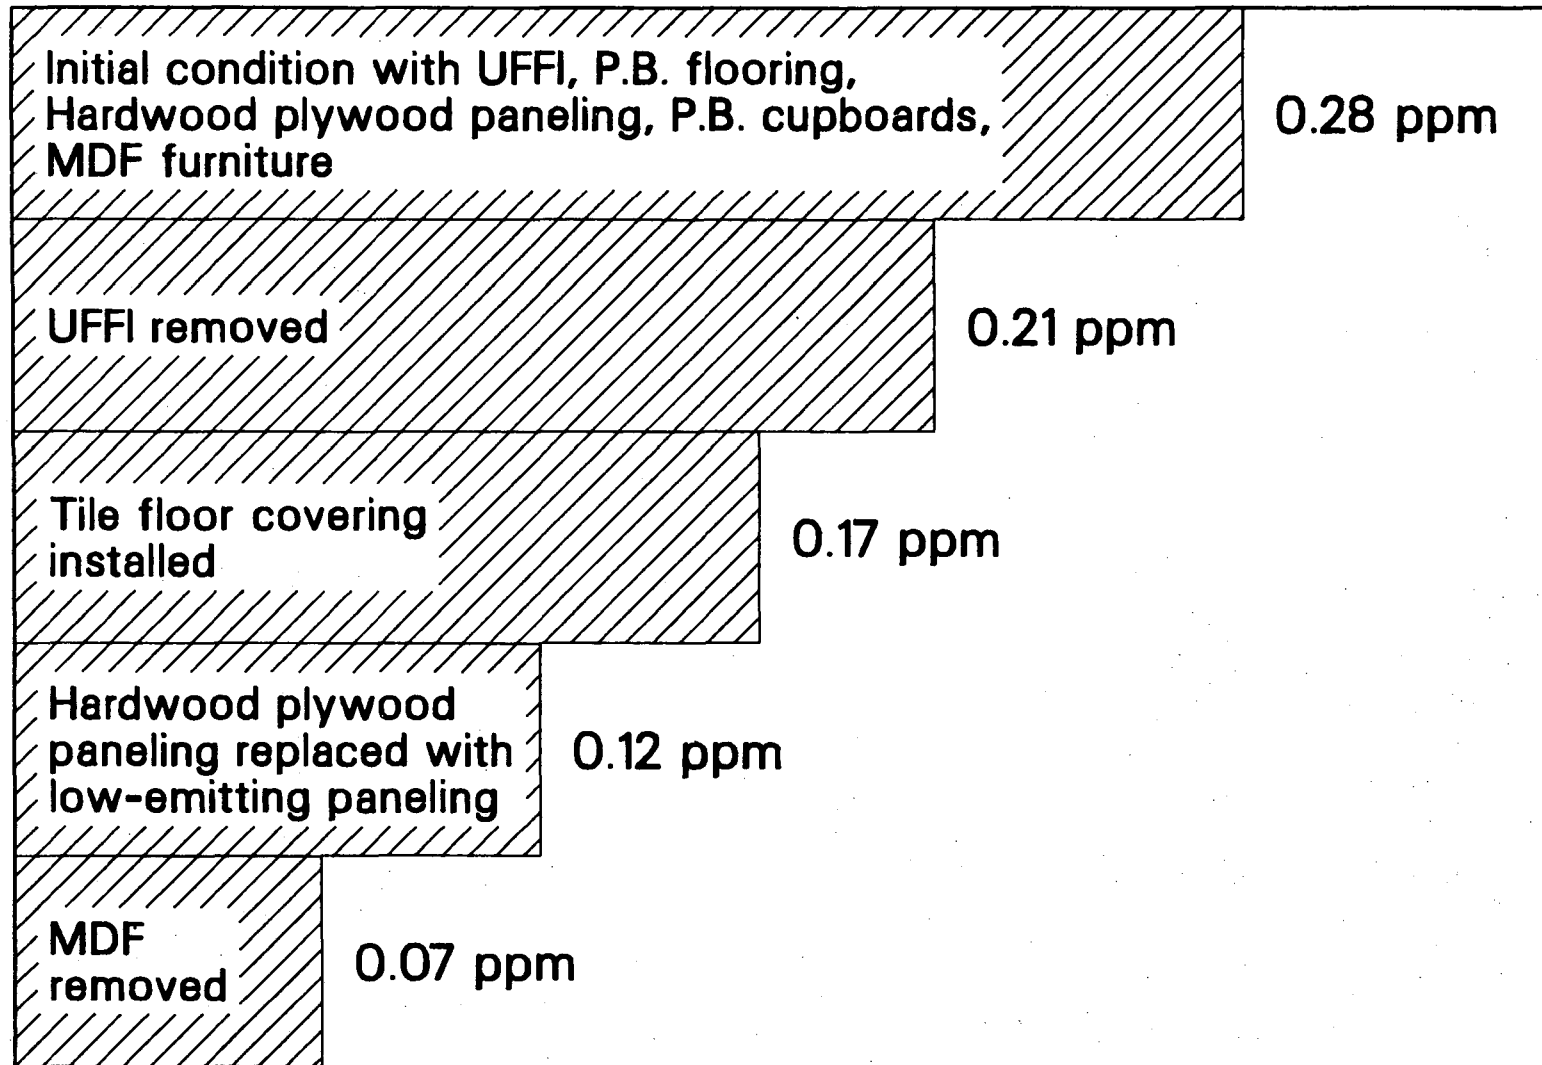 Initial condition with UFFI, P.B. flooring,
Hardwood plywood paneling, P.B. cupboards,
MDF furniture
0.28 ppm
UFFI removed
0.21 ppm
Tile floor covering
installed
0.17 ppm
Hardwood plywood
paneling replaced with
low-emitting paneling
0.12 ppm
MDF
removed
0.07 ppm